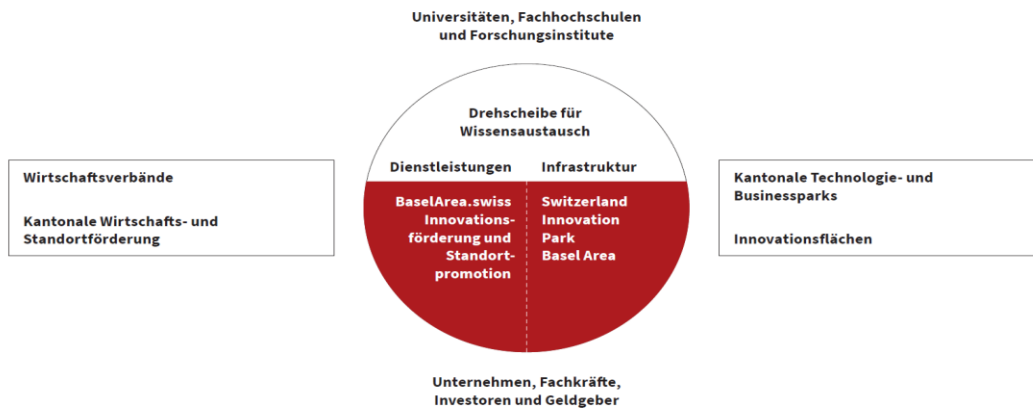 Universitäten, Fachhochschulen
und Forschungsinstitute
Drehscheibe für
Wissensaustausch
Dienstleistungen
Infrastruktur
Wirtschaftsverbände
Kantonale Wirtschafts- und
Standortförderung
BaselArea.swiss
Innovations-
förderung und
Standort-
promotion
Switzerland
Innovation
Park
Basel Area
Kantonale Technologie- und
Businessparks
Innovationsflächen
Unternehmen, Fachkräfte,
Investoren und Geldgeber